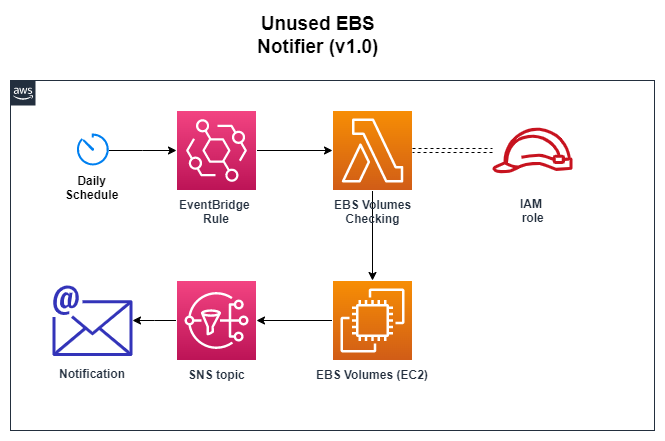 Unused EBS
Notifier (v1.0)
aws
Daily
Schedule
EventBridge
Rule
EBS Volumes
Checking
IAM
role
@
Notification
SNS topic
EBS Volumes (EC2)